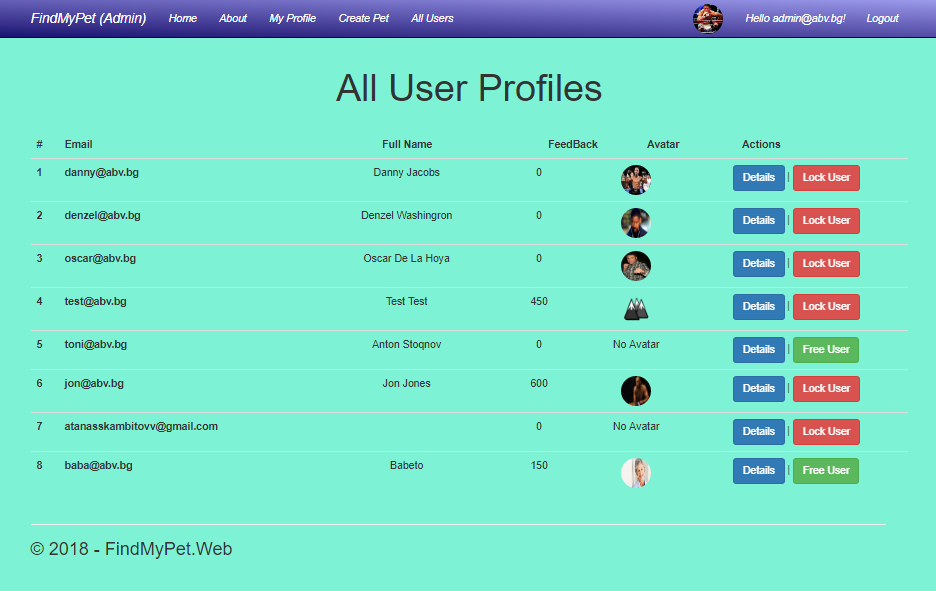 FindMyPet (Admin) Home About My Profile Create Pet All Users Hello admin@abv.bg! Logout
All User Profiles
# Email Full Name FeedBack Avatar Actions
1 danny@abv.bg Danny Jacobs 0 Details | Lock User
2 denzel@abv.bg Denzel Washingron 0 Details | Lock User
3 oscar@abv.bg Oscar De La Hoya 0 Details | Lock User
4 test@abv.bg Test Test 450 Details | Lock User
5 toni@abv.bg Anton Stoqnov 0 No Avatar Details | Free User
6 jon@abv.bg Jon Jones 600 Details | Lock User
7 atanasskambitovv@gmail.com 0 No Avatar Details | Lock User
8 baba@abv.bg Babeto 150 Details | Free User
© 2018 - FindMyPet.Web